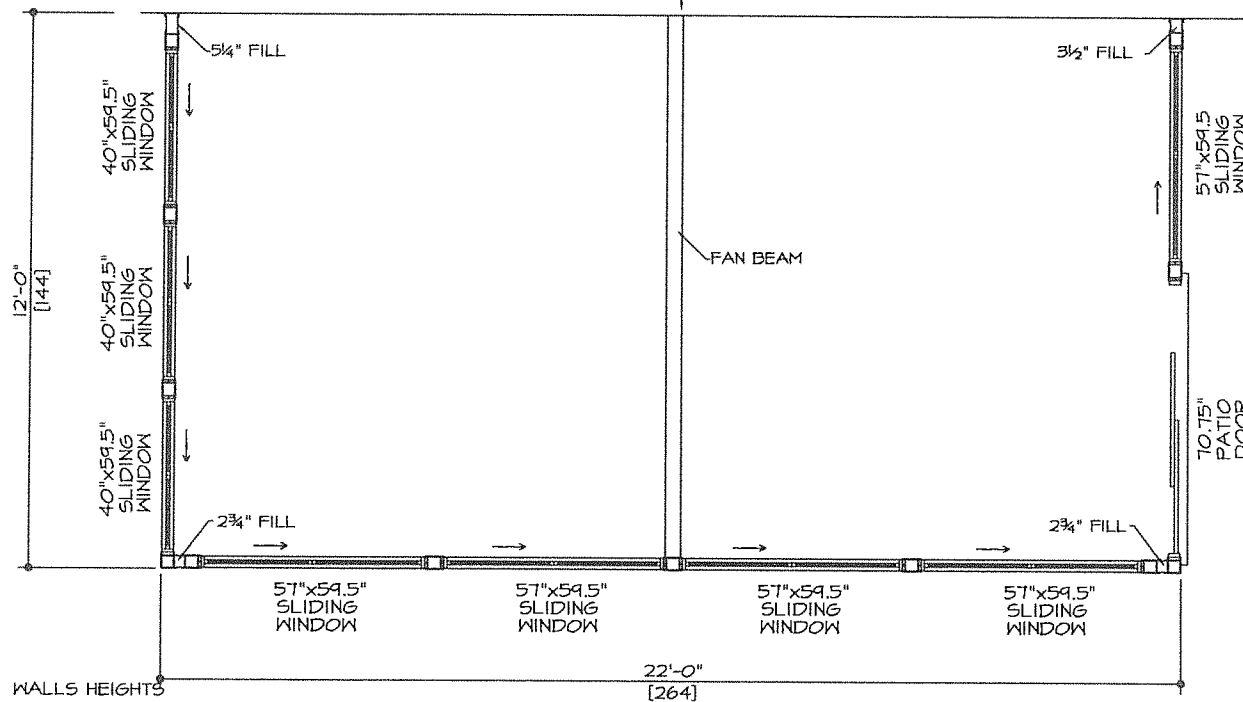 5¼" FILL
3½" FILL
40"x59.5"
SLIDING
WINDOW
57"x59.5
SLIDING
WINDOW
FAN BEAM
12'-0"
[144]
40"x59.5"
SLIDING
WINDOW
40"x59.5"
SLIDING
WINDOW
70.75"
PATIO
DOOR
2¾" FILL
2¾" FILL
57"x59.5"
SLIDING
WINDOW
57"x59.5"
SLIDING
WINDOW
57"x59.5"
SLIDING
WINDOW
57"x59.5"
SLIDING
WINDOW
22'-0"
[264]
WALLS HEIGHTS